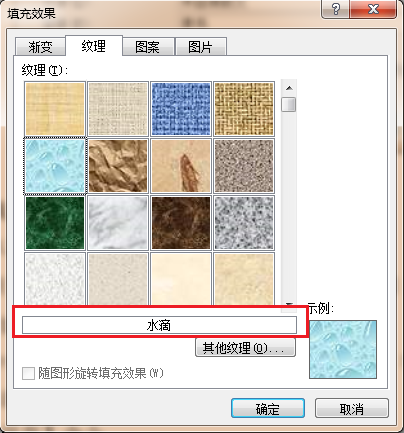 填充效果
渐变 纹理 图案 图片
纹理(T):
水滴
示例:
其他纹理(O)...
随图形旋转填充效果(W)
确定 取消